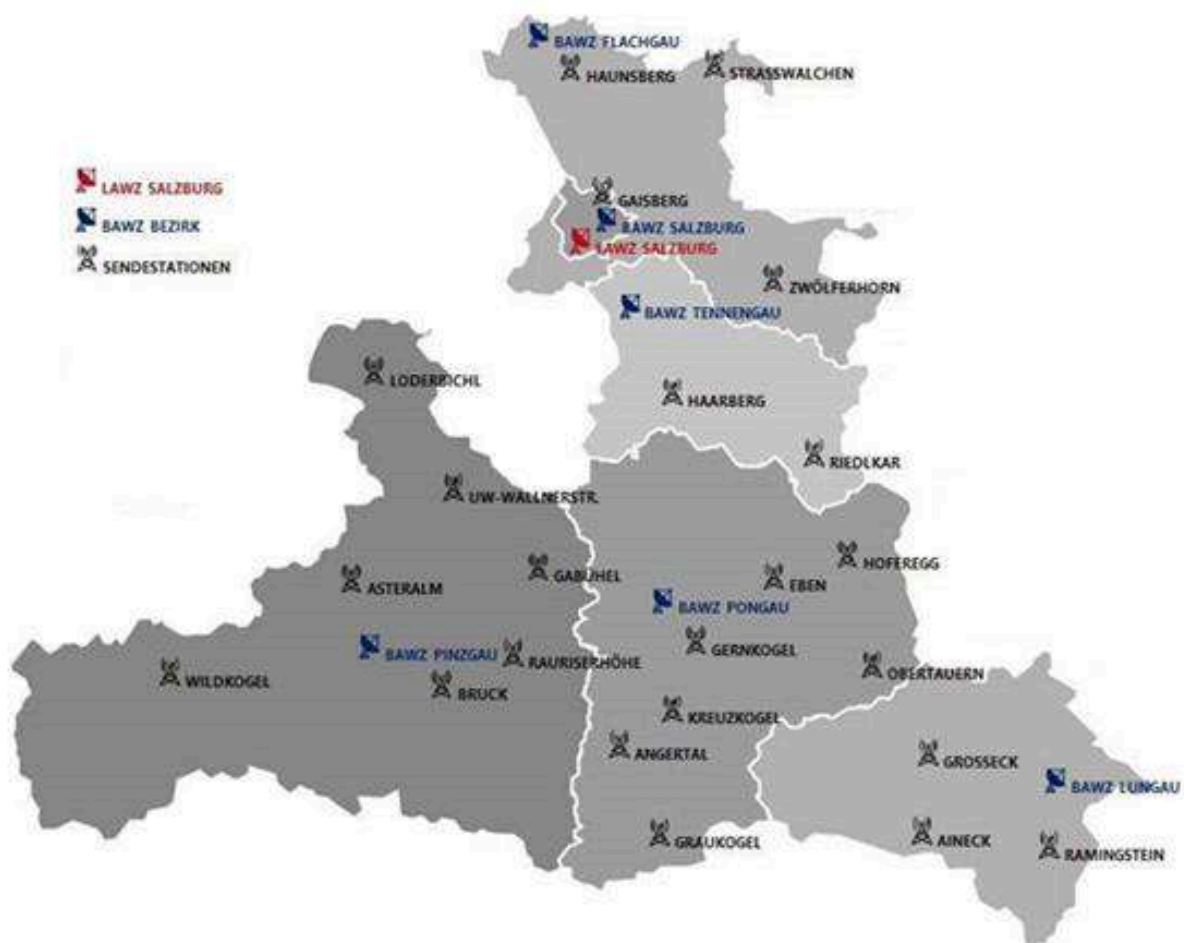 BAWZ FLACHGAU
HAUNSBERG
STRASSWALCHEN
LAWZ SALZBURG
BAWZ BEZIRK
SENDESTATIONEN
GAISBERG
BAWZ SALZBURG
LAWZ SALZBURG
ZWÖLFERHORN
BAWZ TENNENGAU
LODERBICHL
HAARBERG
RIEDLKAR
UW-WALLNERSTR.
HOFEREGG
GABÜHEL
ASTERALM
EBEN
BAWZ PONGAU
GERNKOGEL
BAWZ PINZGAU
RAURISERHÖHE
OBERTAUERN
WILDKOGEL
BRUCK
KREUZKOGEL
ANGERTAL
GROSSECK
BAWZ LUNGAU
GRAUKOGEL
AINECK
RAMINGSTEIN